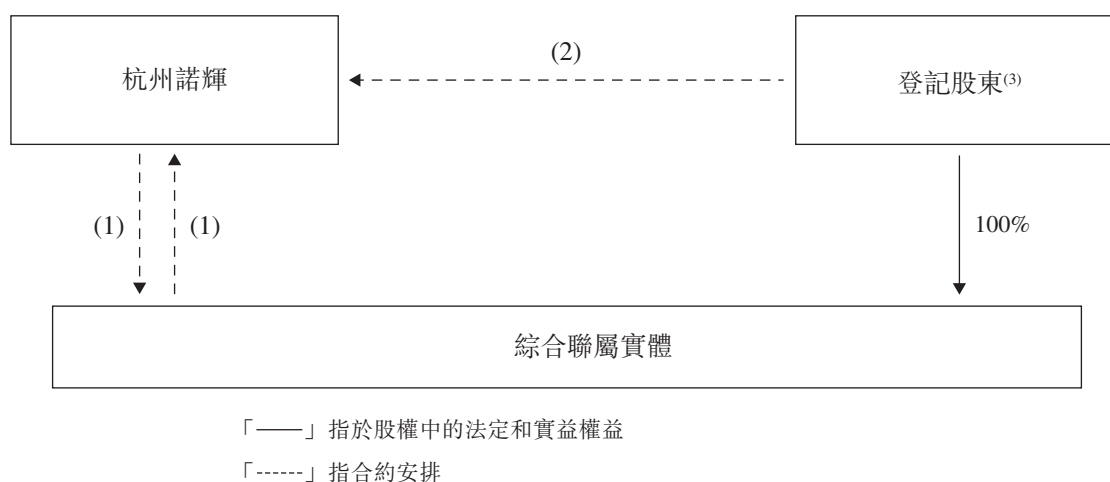 杭州諾輝
(2)
登記股東(3)
(1)
(1)
100%
綜合聯屬實體
「——」指於股權中的法定和實益權益
「------」指合約安排